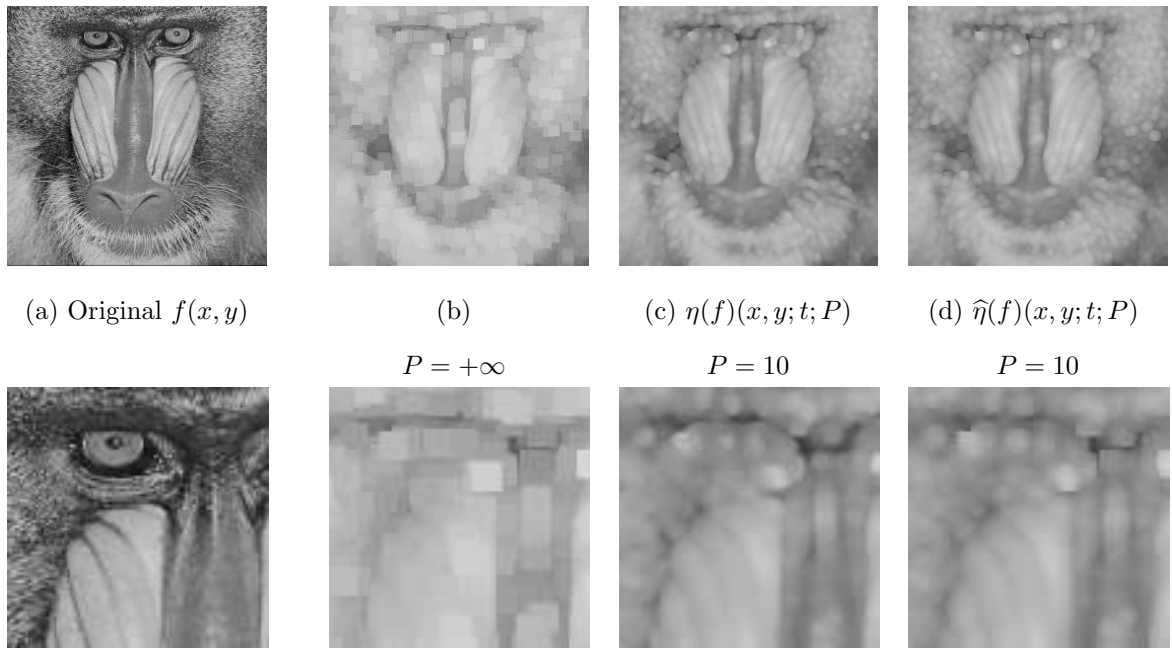 (a) Original f(x, y)
(b)
(c) η(f)(x, y; t; P)
(d) η̂(f)(x, y; t; P)
P = +∞
P = 10
P = 10